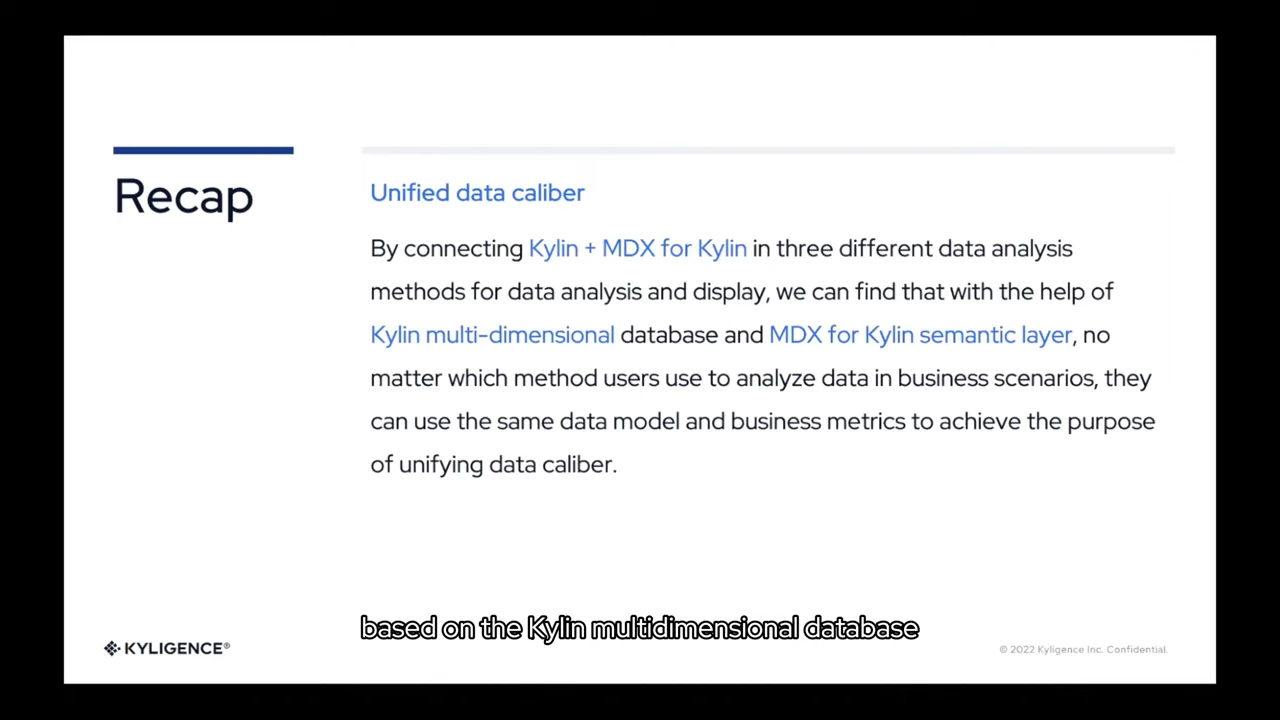 Recap
Unified data caliber
By connecting Kylin + MDX for Kylin in three different data analysis
methods for data analysis and display, we can find that with the help of
Kylin multi-dimensional database and MDX for Kylin semantic layer, no
matter which method users use to analyze data in business scenarios, they
can use the same data model and business metrics to achieve the purpose
of unifying data caliber.
based on the Kylin multidimensional database
KYLIGENCE®
© 2022 Kyligence Inc. Confidential.